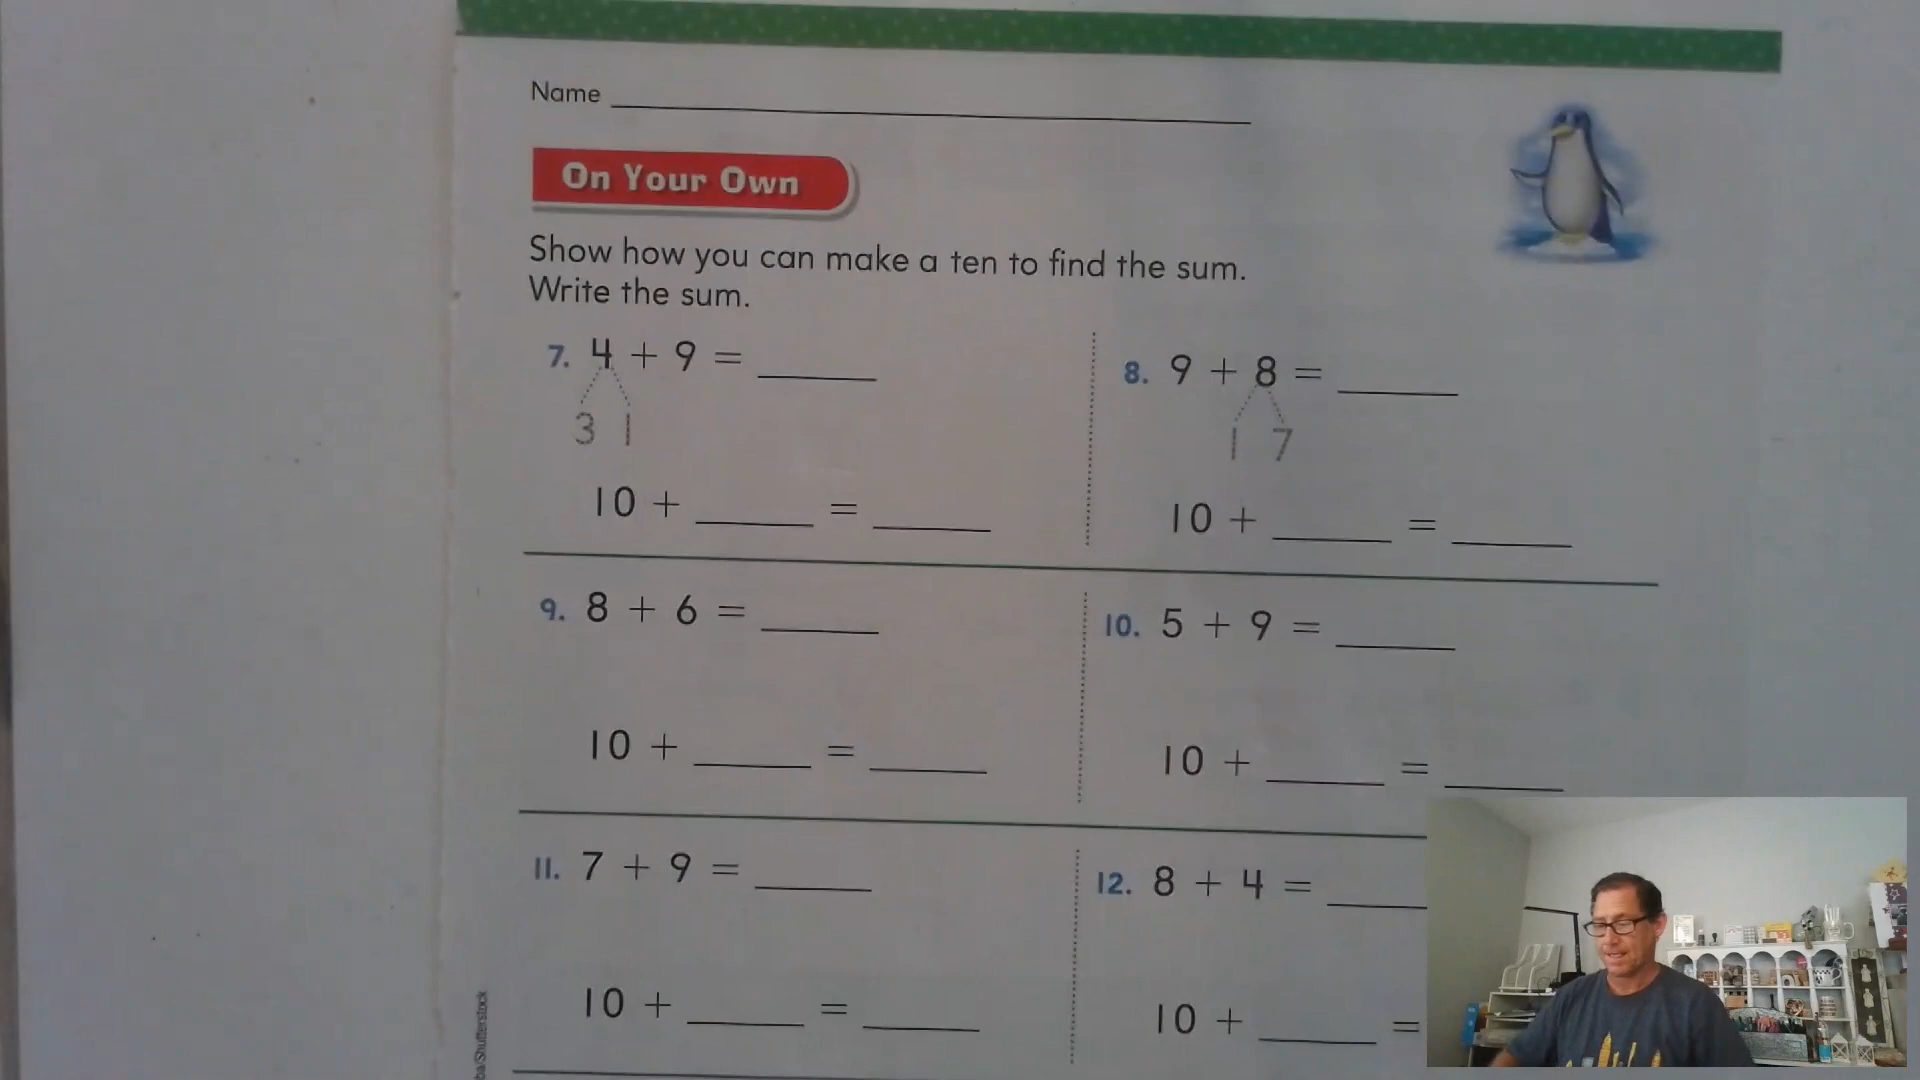 Name
On Your Own
Show how you can make a ten to find the sum.
Write the sum.
7. 4 + 9 =
3 1
10 + =
8. 9 + 8 =
1 7
10 + =
9. 8 + 6 =
10 + =
10. 5 + 9 =
10 + =
11. 7 + 9 =
10 + =
12. 8 + 4 =
10 + =
ba/Shutterstock